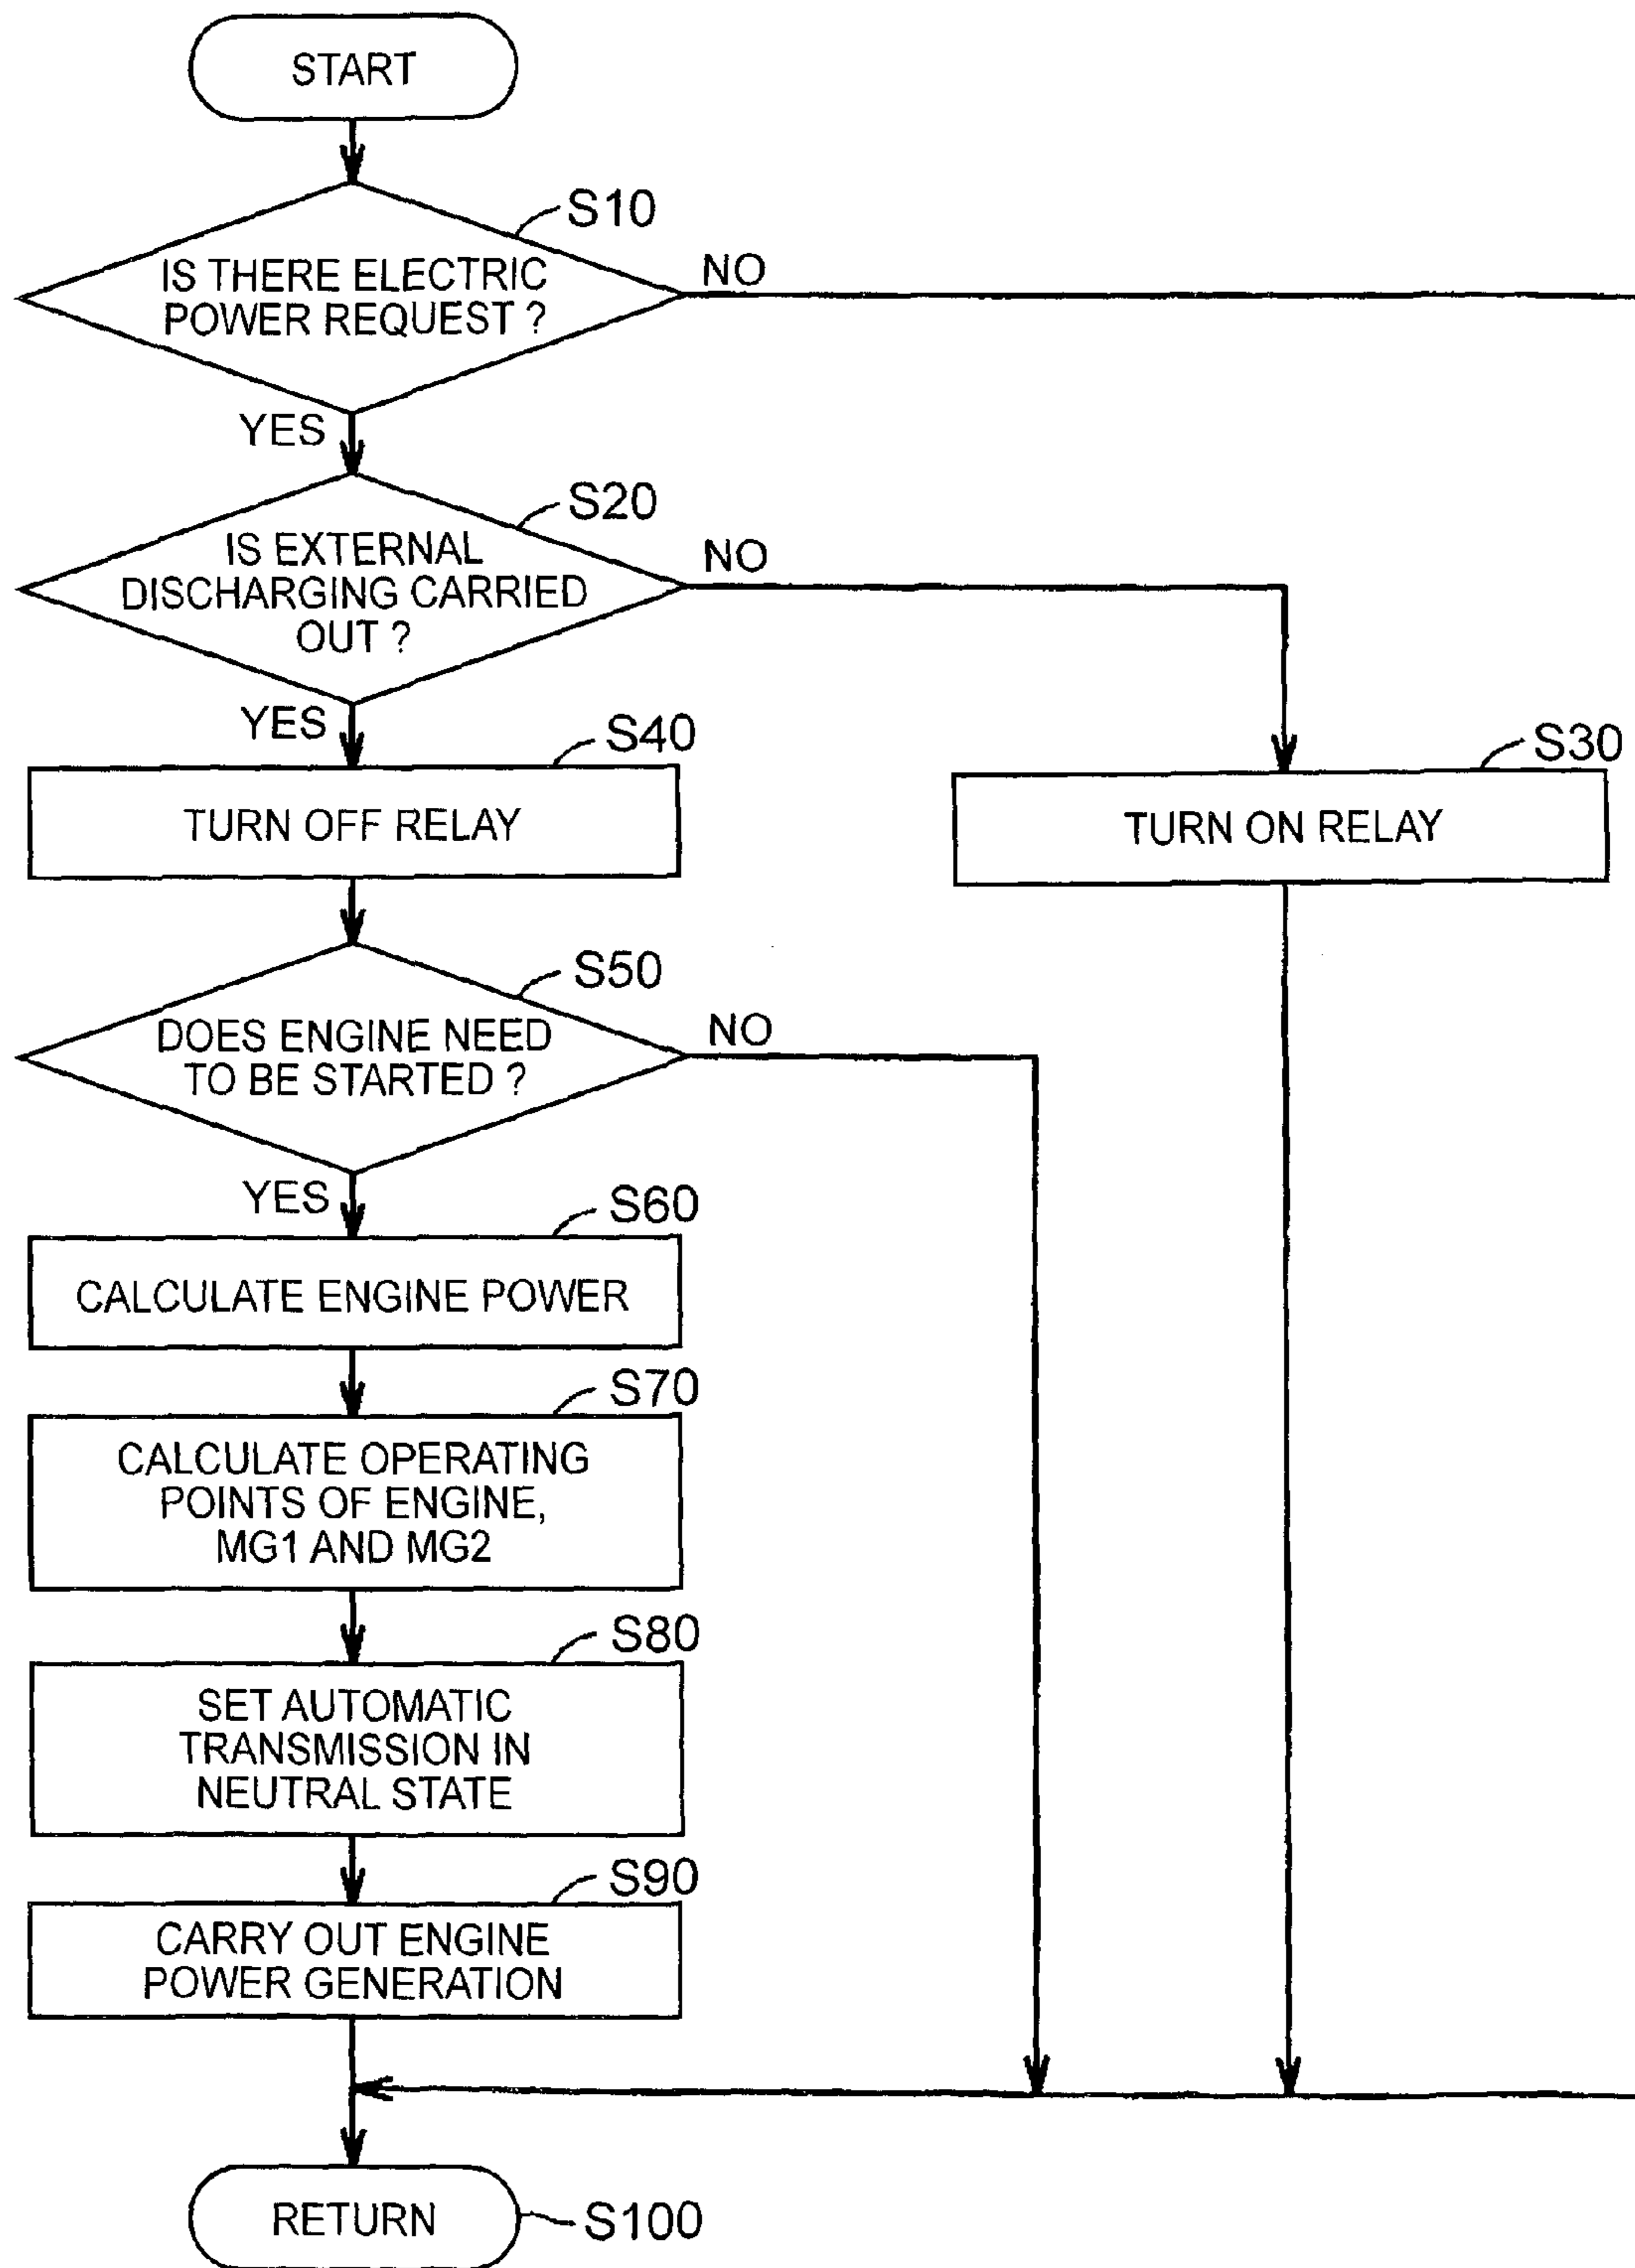 START
S10
IS THERE ELECTRIC
POWER REQUEST ?
NO
YES
S20
IS EXTERNAL
DISCHARGING CARRIED
OUT ?
NO
YES
S40
TURN OFF RELAY
S30
TURN ON RELAY
S50
DOES ENGINE NEED
TO BE STARTED ?
NO
YES
S60
CALCULATE ENGINE POWER
S70
CALCULATE OPERATING
POINTS OF ENGINE,
MG1 AND MG2
S80
SET AUTOMATIC
TRANSMISSION IN
NEUTRAL STATE
S90
CARRY OUT ENGINE
POWER GENERATION
RETURN
S100